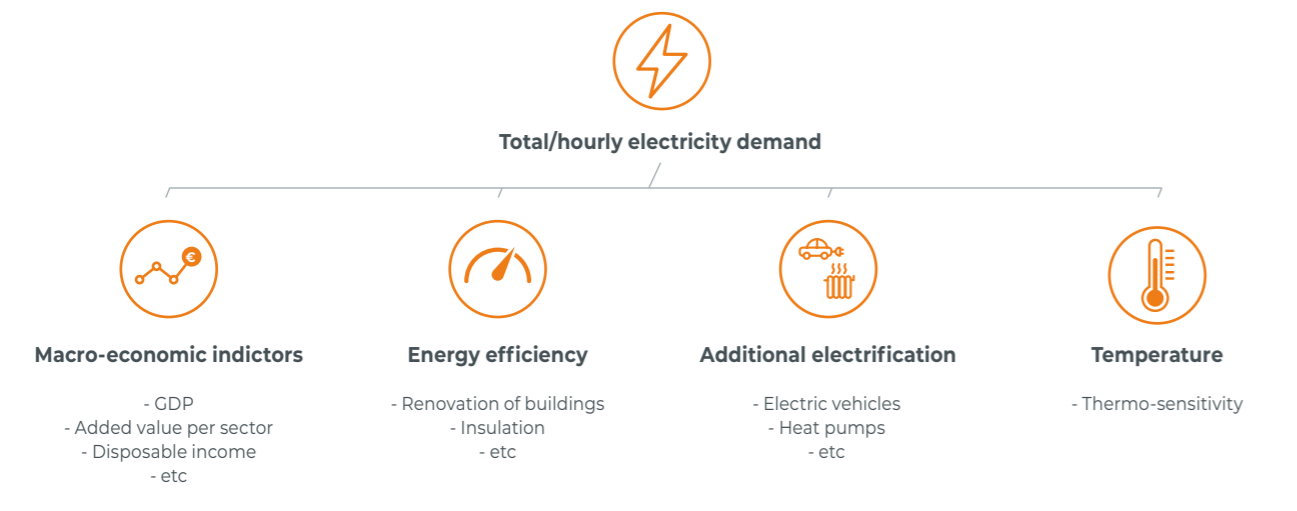 Total/hourly electricity demand
Macro-economic indictors
- GDP
- Added value per sector
- Disposable income
- etc
Energy efficiency
- Renovation of buildings
- Insulation
- etc
Additional electrification
- Electric vehicles
- Heat pumps
- etc
Temperature
- Thermo-sensitivity